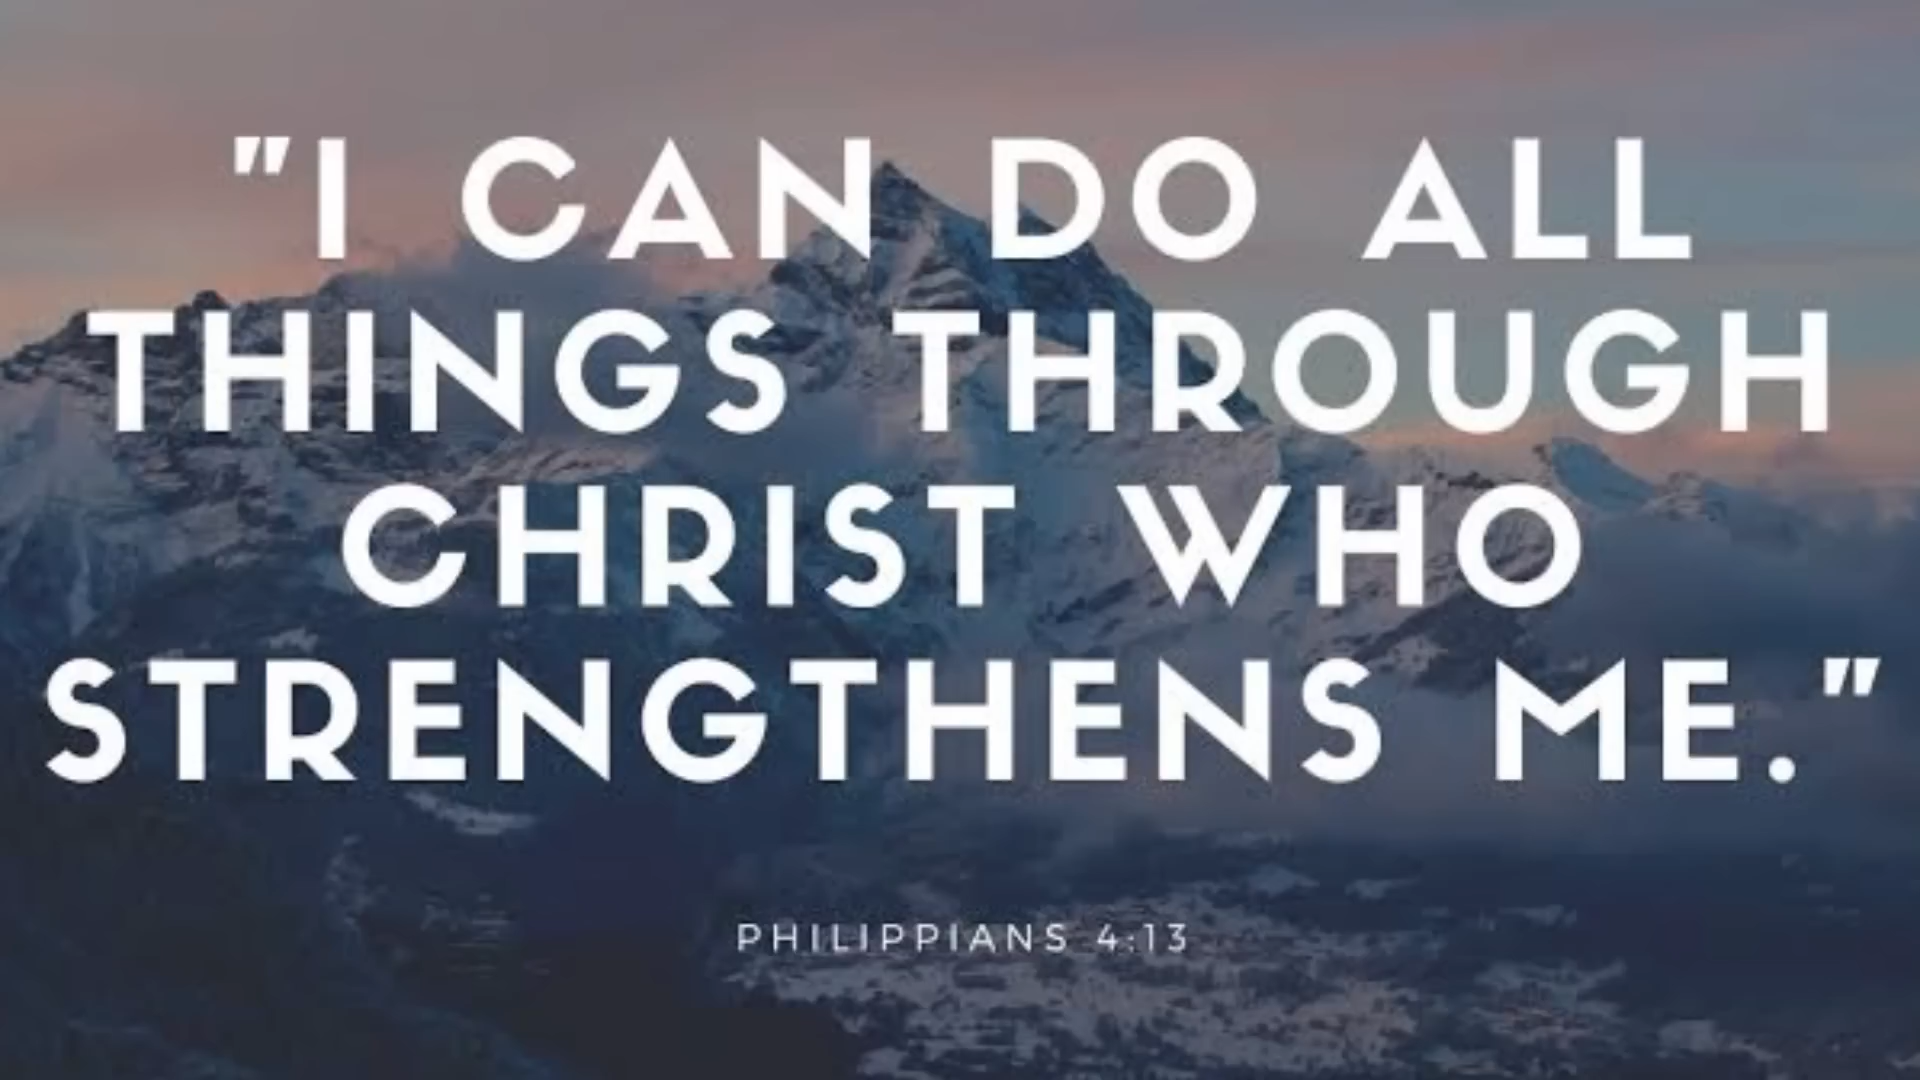 "I CAN DO ALL
THINGS THROUGH
CHRIST WHO
STRENGTHENS ME."
PHILIPPIANS 4:13